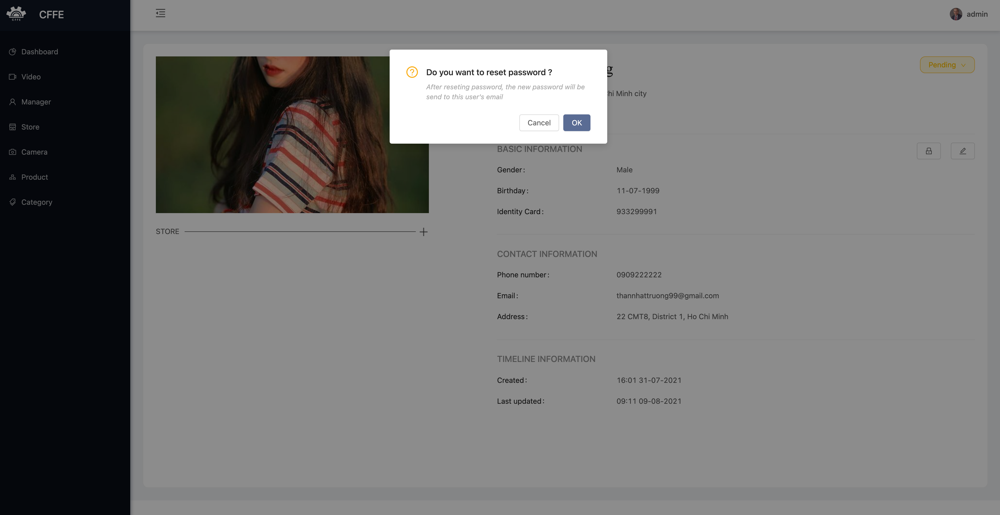 CFFE
CFFE
admin
Dashboard
Video
Manager
Store
Camera
Product
Category
Do you want to reset password ?
After reseting password, the new password will be
send to this user's email
Cancel
OK
Pending
Minh city
STORE
BASIC INFORMATION
Gender: Male
Birthday: 11-07-1999
Identity Card: 933299991
CONTACT INFORMATION
Phone number: 0909222222
Email: thannhattruong99@gmail.com
Address: 22 CMT8, District 1, Ho Chi Minh
TIMELINE INFORMATION
Created: 16:01 31-07-2021
Last updated: 09:11 09-08-2021